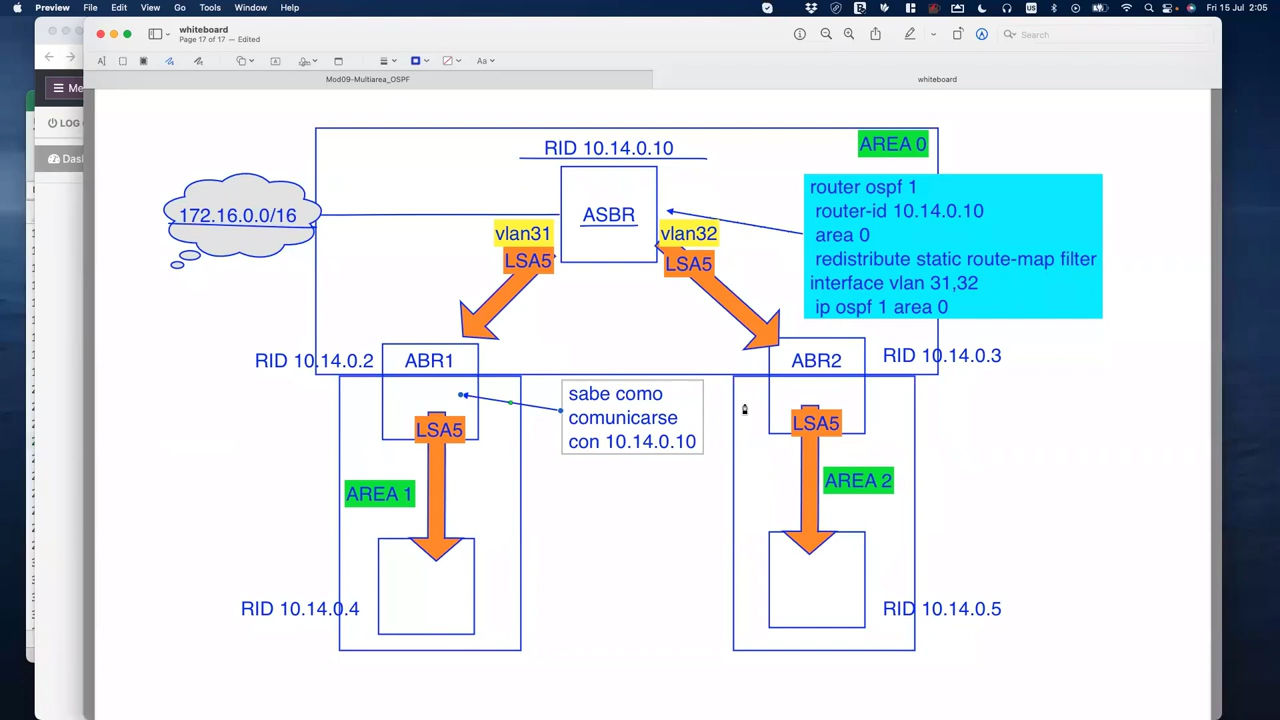 Preview File Edit View Go Tools Window Help
US
Fri 15 Jul 2:05
whiteboard
Page 17 of 17 — Edited
Search
Aa
Mod09-Multiarea_OSPF
whiteboard
Me
LOG
Dash
RID 10.14.0.10
AREA 0
172.16.0.0/16
ASBR
vlan31
vlan32
LSA5
LSA5
router ospf 1
router-id 10.14.0.10
area 0
redistribute static route-map filter
interface vlan 31,32
ip ospf 1 area 0
RID 10.14.0.2
ABR1
ABR2
RID 10.14.0.3
sabe como
comunicarse
con 10.14.0.10
LSA5
LSA5
AREA 1
AREA 2
RID 10.14.0.4
RID 10.14.0.5